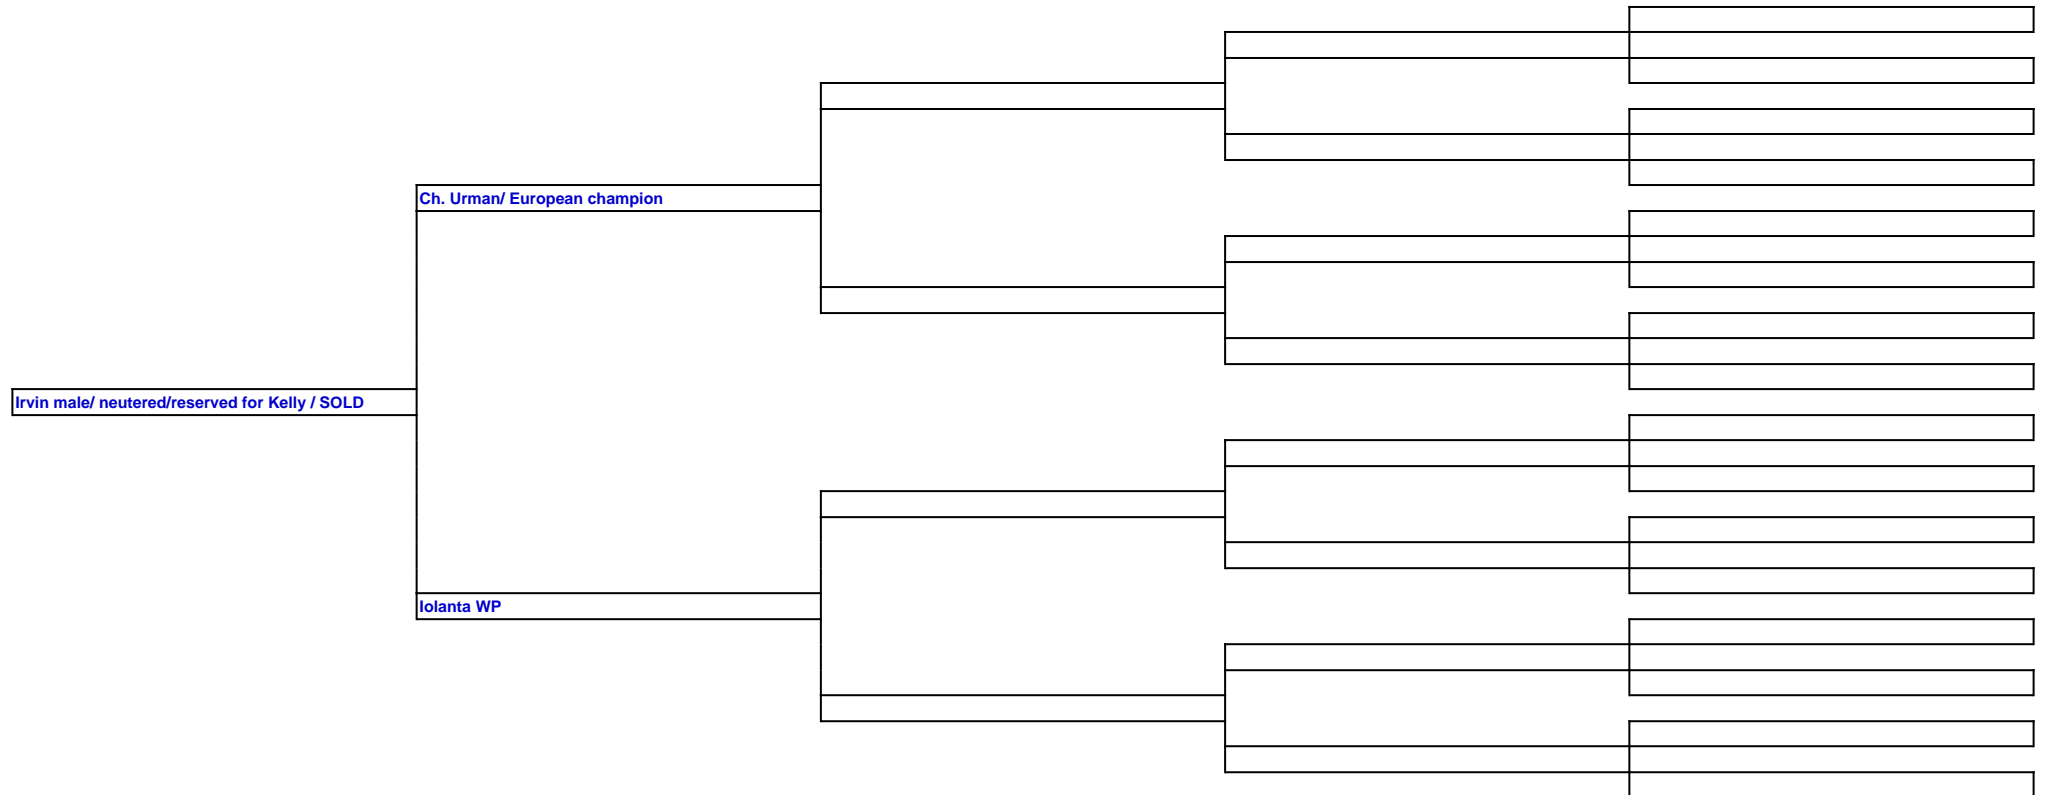 Ch. Urman/ European champion
Irvin male/ neutered/reserved for Kelly / SOLD
Iolanta WP